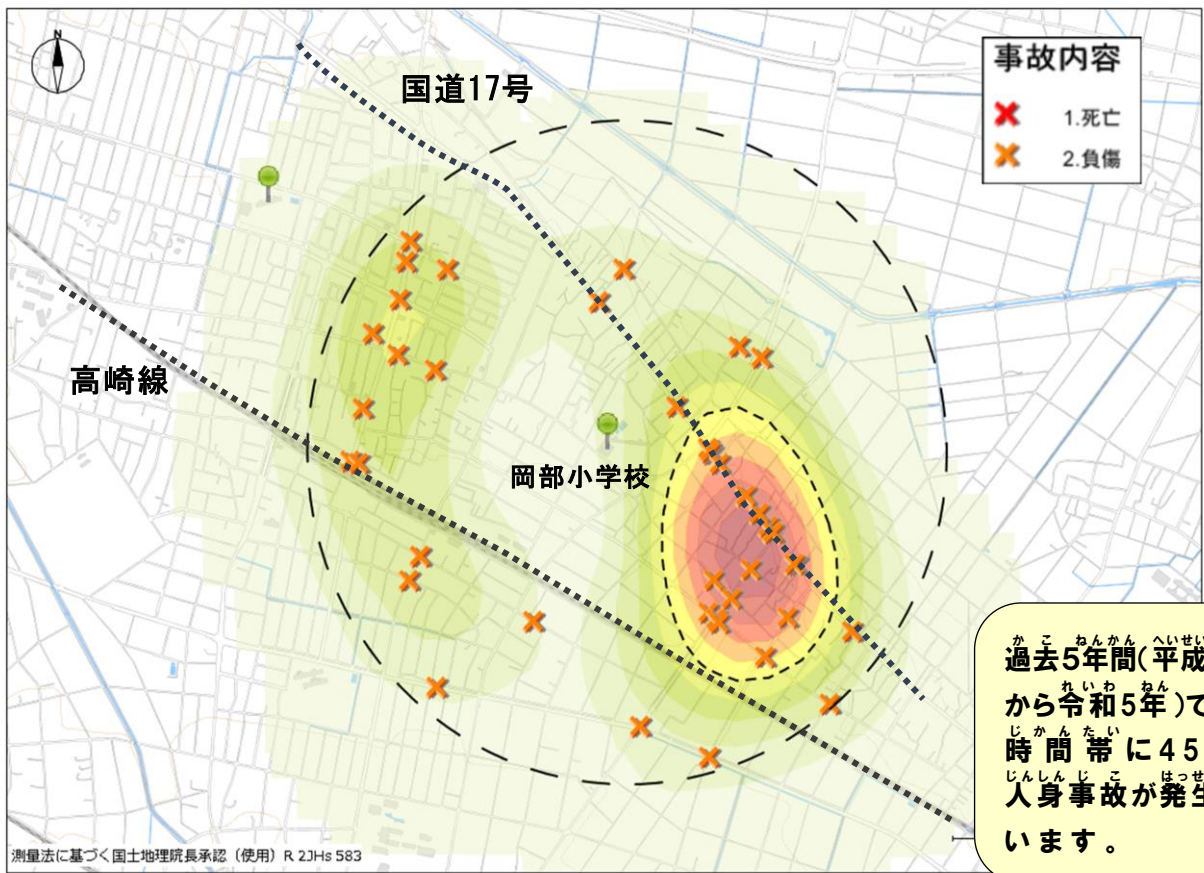 N
国道17号
事故内容
1.死亡
2.負傷
高崎線
岡部小学校
過去5年間(平成
から令和5年)で
時間帯に45
人身事故が発生
います。
測量法に基づく国土地理院長承認(使用)R 2JHs 583